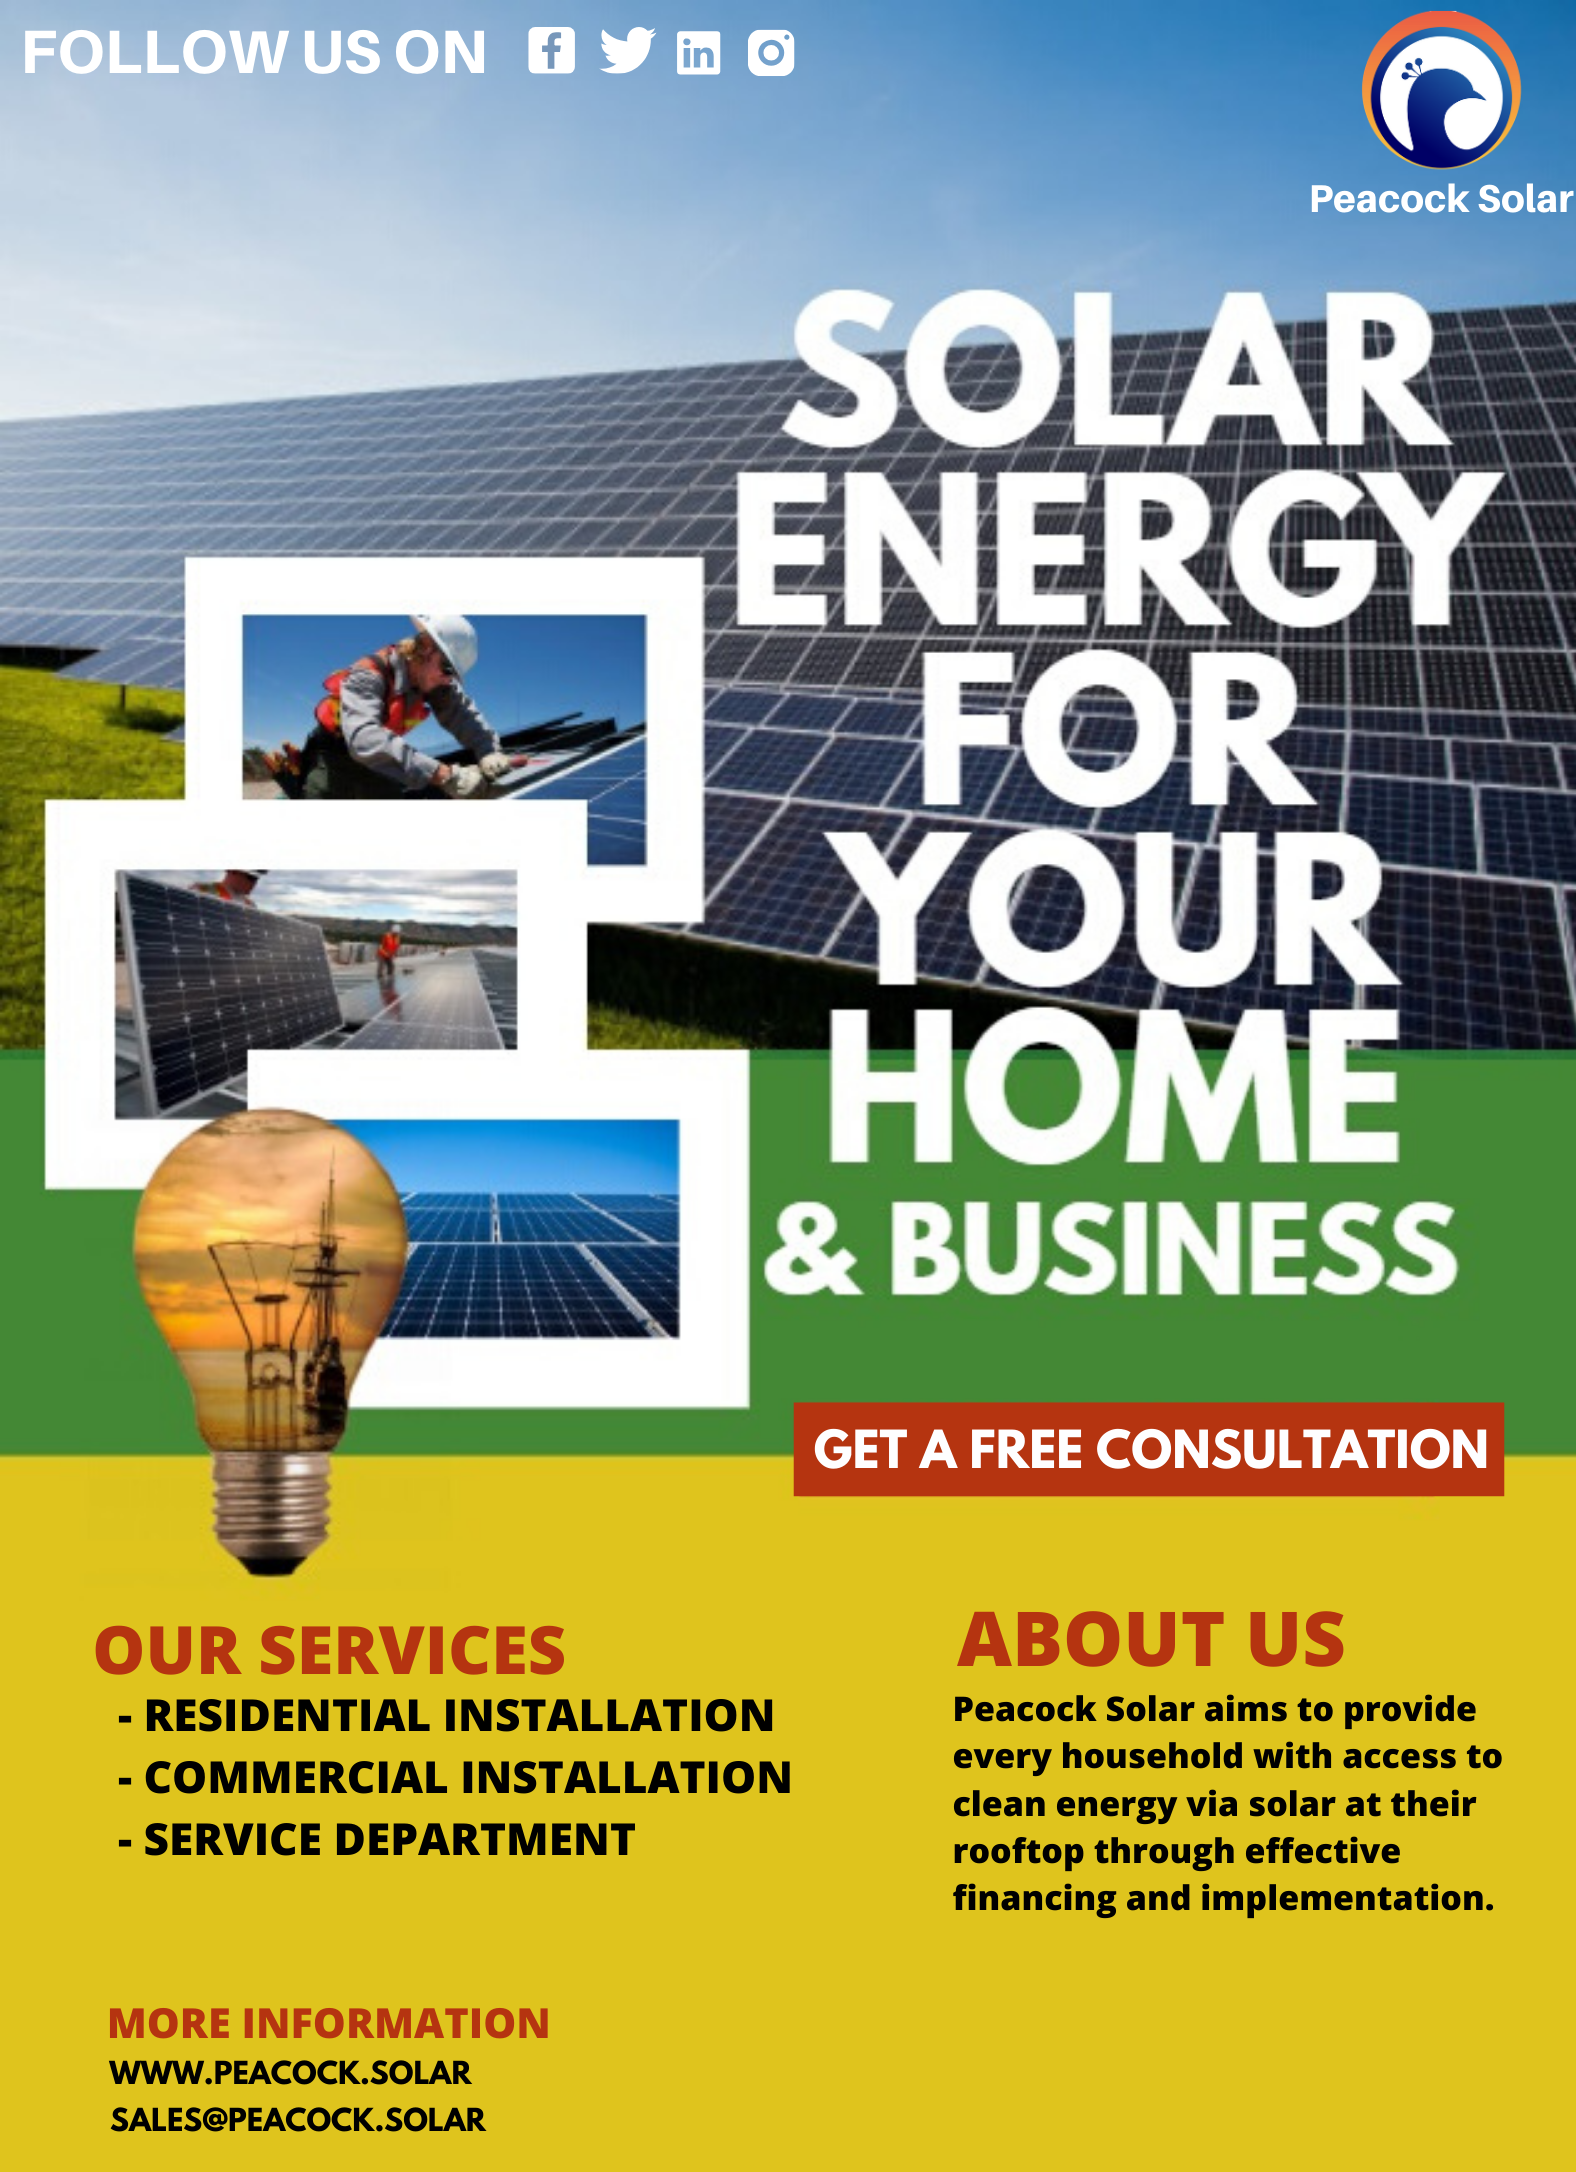 FOLLOW US ON
Peacock Solar
SOLAR
ENERGY
FOR
YOUR
HOME
& BUSINESS
GET A FREE CONSULTATION
OUR SERVICES
- RESIDENTIAL INSTALLATION
- COMMERCIAL INSTALLATION
- SERVICE DEPARTMENT
ABOUT US
Peacock Solar aims to provide
every household with access to
clean energy via solar at their
rooftop through effective
financing and implementation.
MORE INFORMATION
WWW.PEACOCK.SOLAR
SALES@PEACOCK.SOLAR